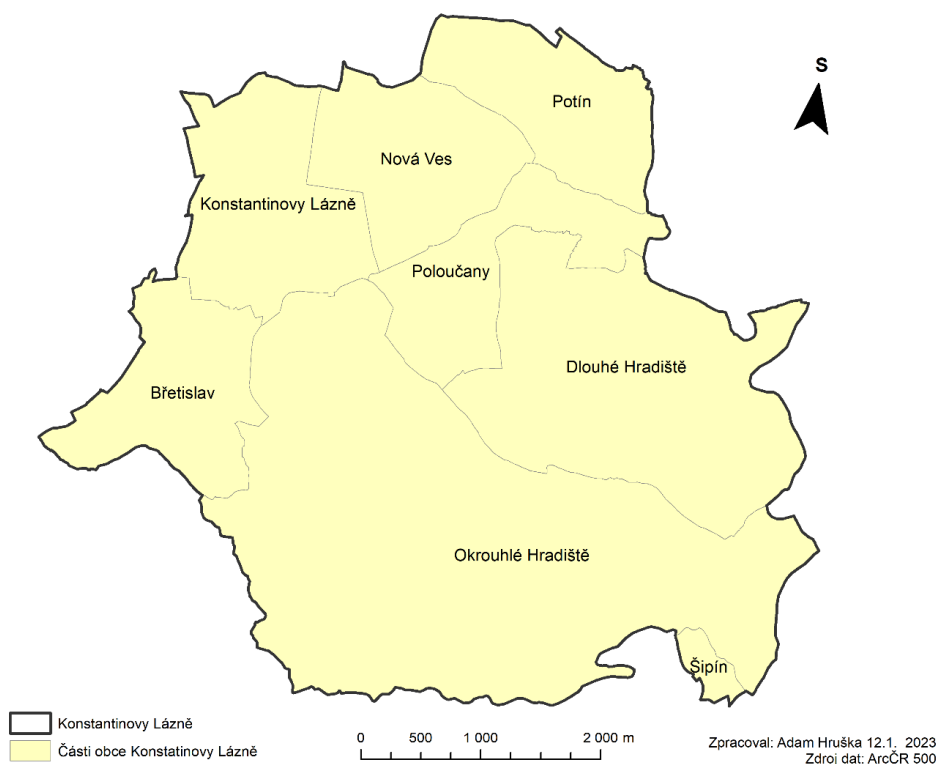 S
Potín
Nová Ves
Konstantinovy Lázně
Poloučany
Dlouhé Hradiště
Břetislav
Okrouhlé Hradiště
Šipín
Konstantinovy Lázně
Části obce Konstatinovy Lázně
0 500 1 000 2 000 m
Zpracoval: Adam Hruška 12.1. 2023
Zdroj dat: ArcČR 500